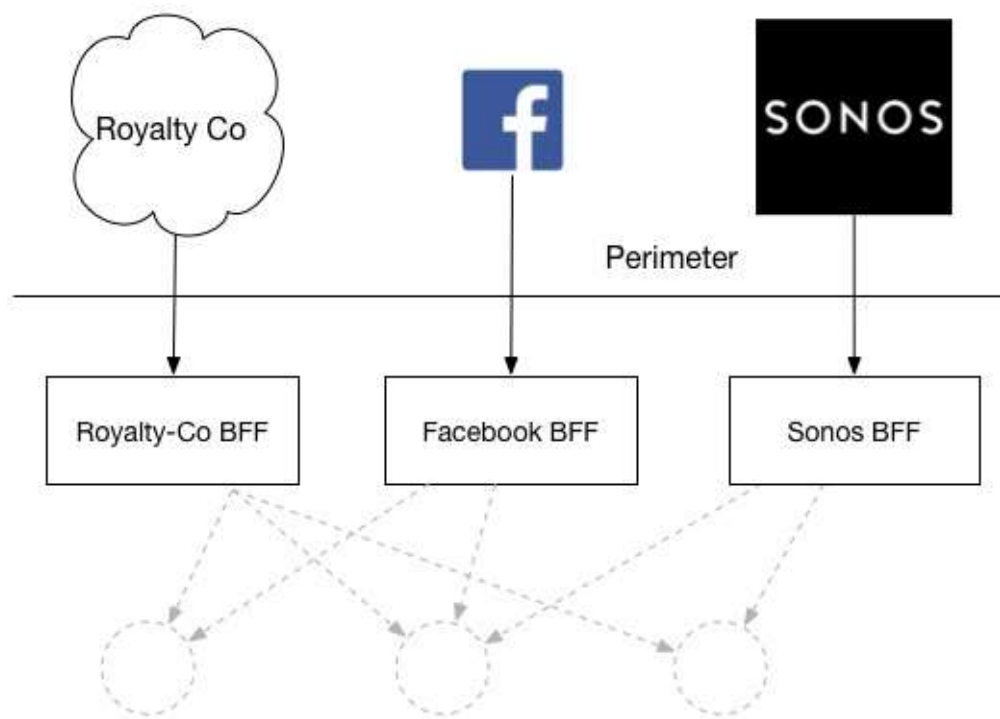 Royalty Co
SONOS
Perimeter
Royalty-Co BFF
Facebook BFF
Sonos BFF